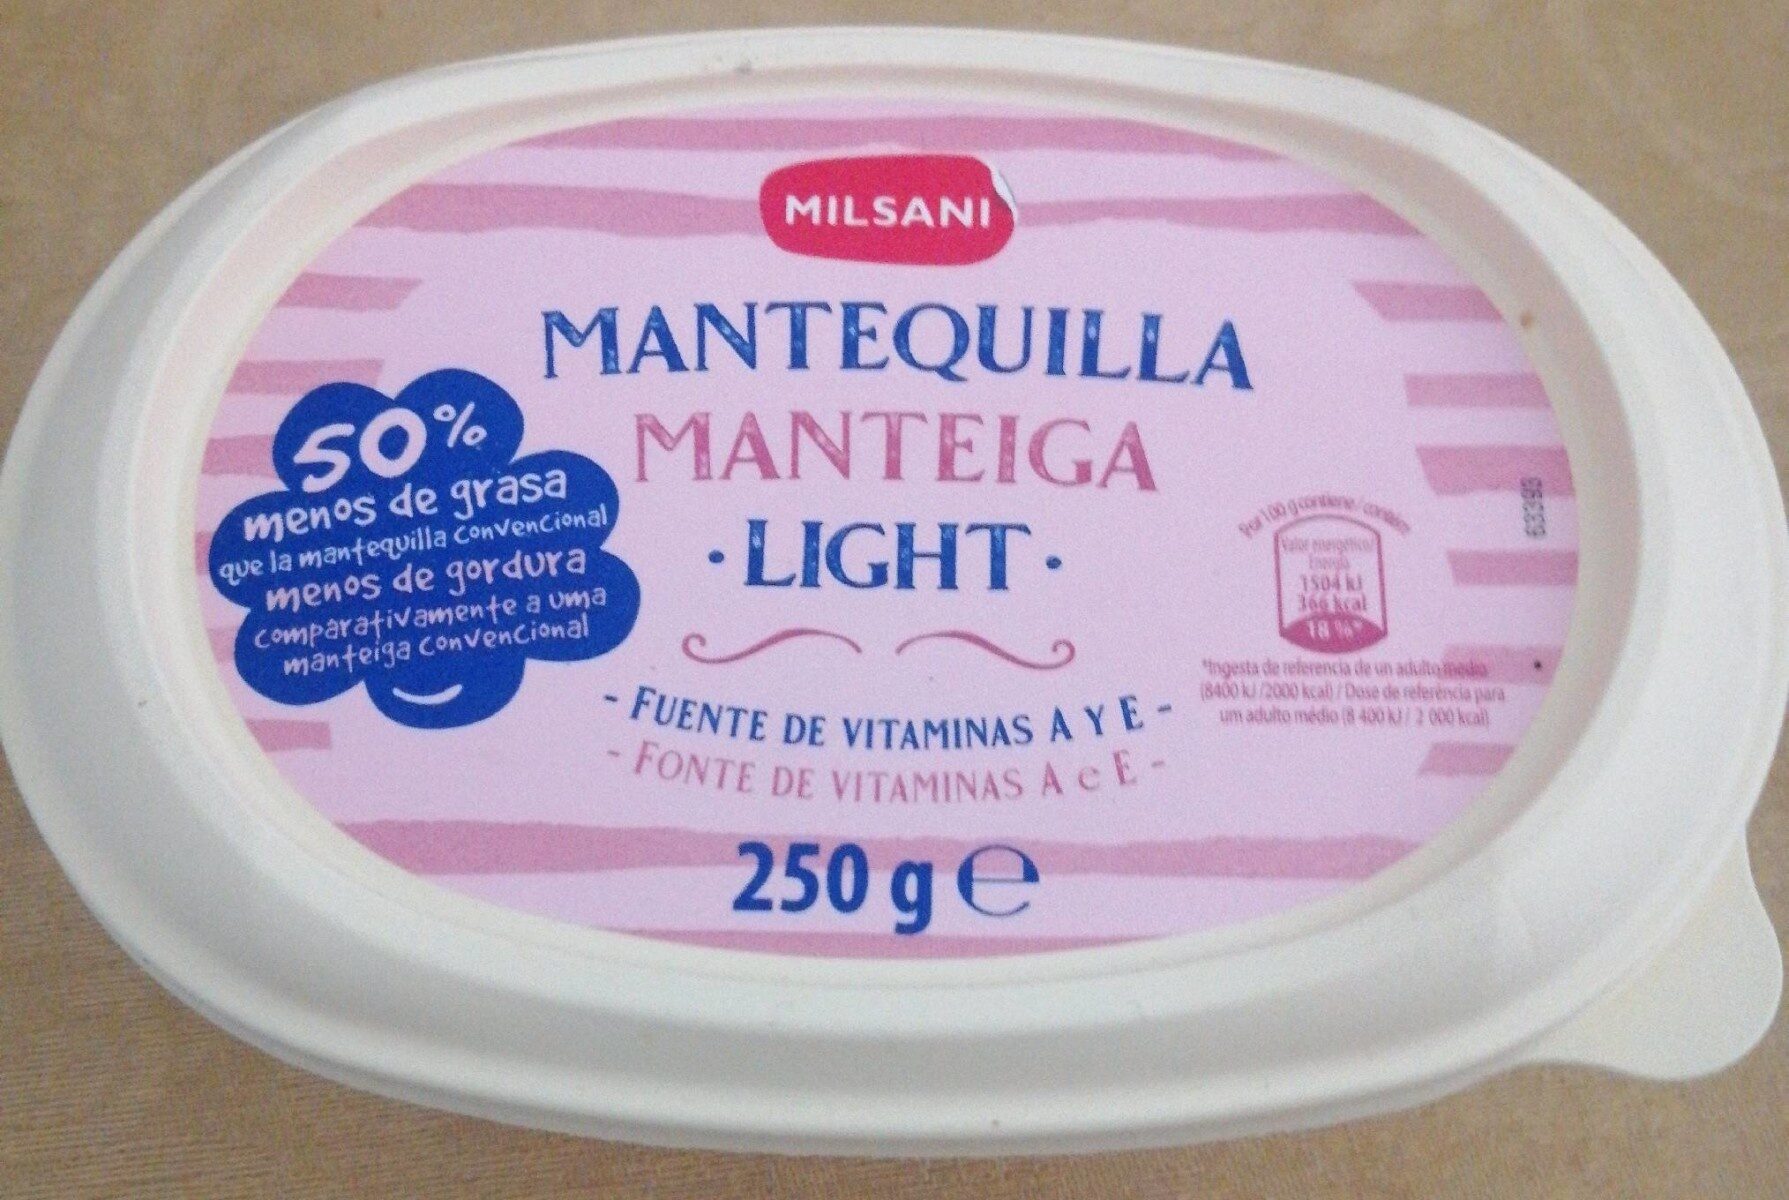 MILSANI
MANTEQUILLA
MANTEIGA
• LIGHT •
50%
menos de grasa
que la mantequilla convencional
menos de gordura
comparativamente a uma
manteiga convencional
- FUENTE DE VITAMINAS A Y E -
- FONTE DE VITAMINAS A e E -
250 g e
Por 100 g contiene / contém
Valor energético/
Energia
1504 kJ
366 kcal
18 %*
*Ingesta de referencia de un adulto medio
(8400 kJ /2000 kcal) / Dose de referência para
um adulto médio (8 400 kJ / 2 000 kcal)